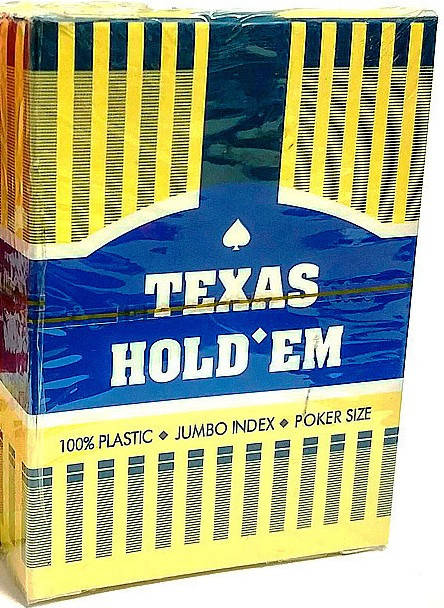 TEXAS
HOLD'EM
100% PLASTIC ◆ JUMBO INDEX ◆ POKER SIZE